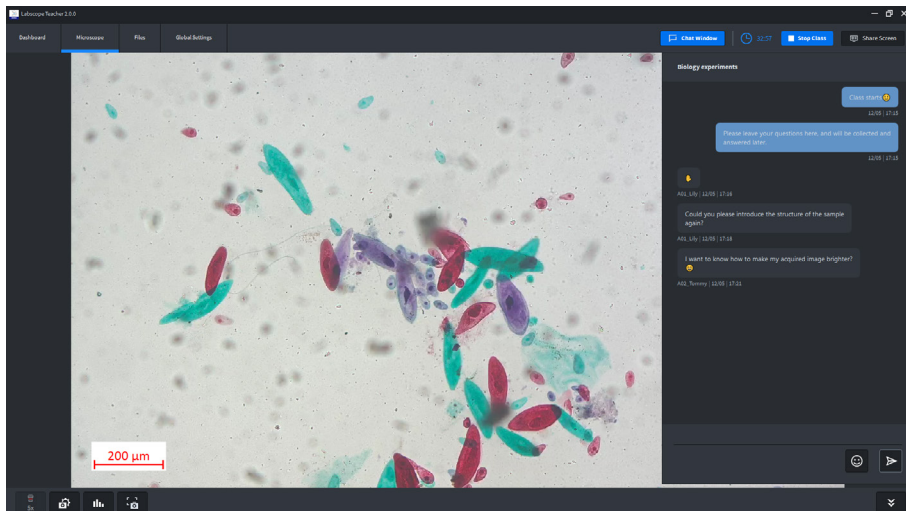 Labscope Teacher 2.0.0
Dashboard
Microscope
Files
Global Settings
Chat Window
32:57
Stop Class
Share Screen
Biology experiments
Class starts
12/05 | 17:15
Please leave your questions here, and will be collected and
answered later
12/05 | 17:15
A01_Lily | 12/05 | 17:16
Could you please introduce the structure of the sample
again?
A01_Lily | 12/05 | 17:18
I want to know how to make my acquired image brighter?
A02_Tommy | 12/05 | 17:21
200 µm
5x